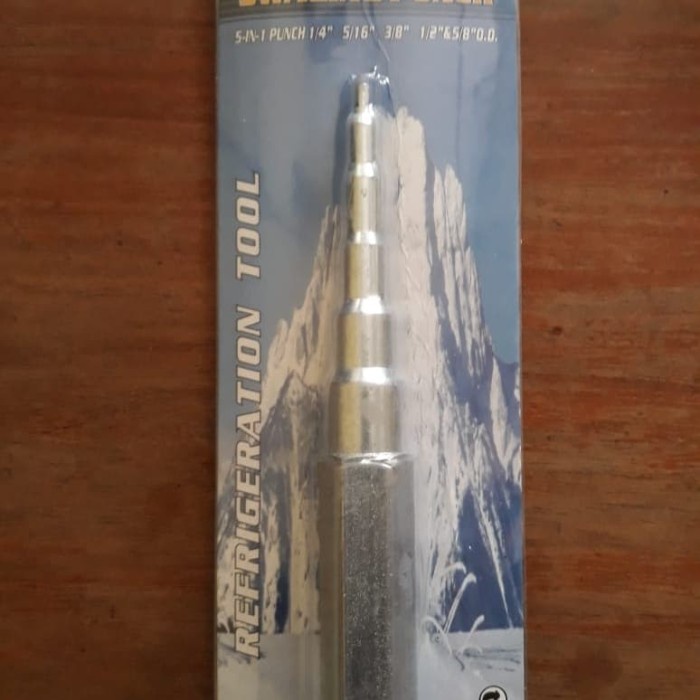 5-IN-1 PUNCH 1/4" 5/16" 3/8" 1/2"&5/8"O.D.
REFRIGERATION TOOL